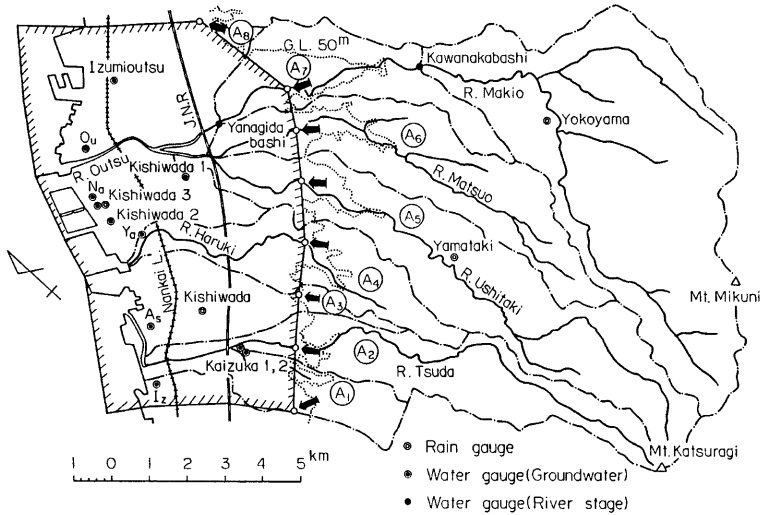 A8
G.L. 50m
Kawanakabashi
Izumioutsu
A7
R. Makio
J.N.R
Yokoyama
Ou
Yanagida
bashi
A6
R. Outsu
Kishiwada 1
R. Matsuo
Na
Kishiwada 3
Kishiwada 2
A5
Ya
R. Haruki
Yamataki
R. Ushitaki
Nankai L.
A4
Mt. Mikuni
Kishiwada
A3
As
A2
Kaizuka 1, 2
R. Tsuda
Iz
A1
Mt. Katsuragi
1 0 1 2 3 4 5 km
Rain gauge
Water gauge(Groundwater)
Water gauge(River stage)